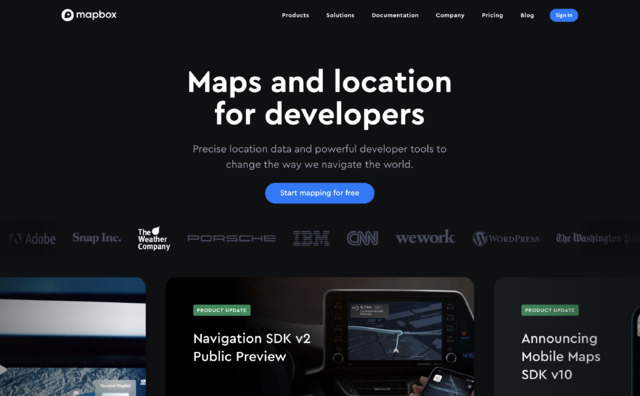 mapbox
Products Solutions Documentation Company Pricing Blog Sign in
Maps and location
for developers
Precise location data and powerful developer tools to
change the way we navigate the world.
Start mapping for free
Adobe Snap Inc. The Weather Company PORSCHE IBM CNN wework WORDPRESS The Washington
PRODUCT UPDATE
Navigation SDK v2
Public Preview
PRODUCT UPDATE
Announcing
Mobile Maps
SDK v10